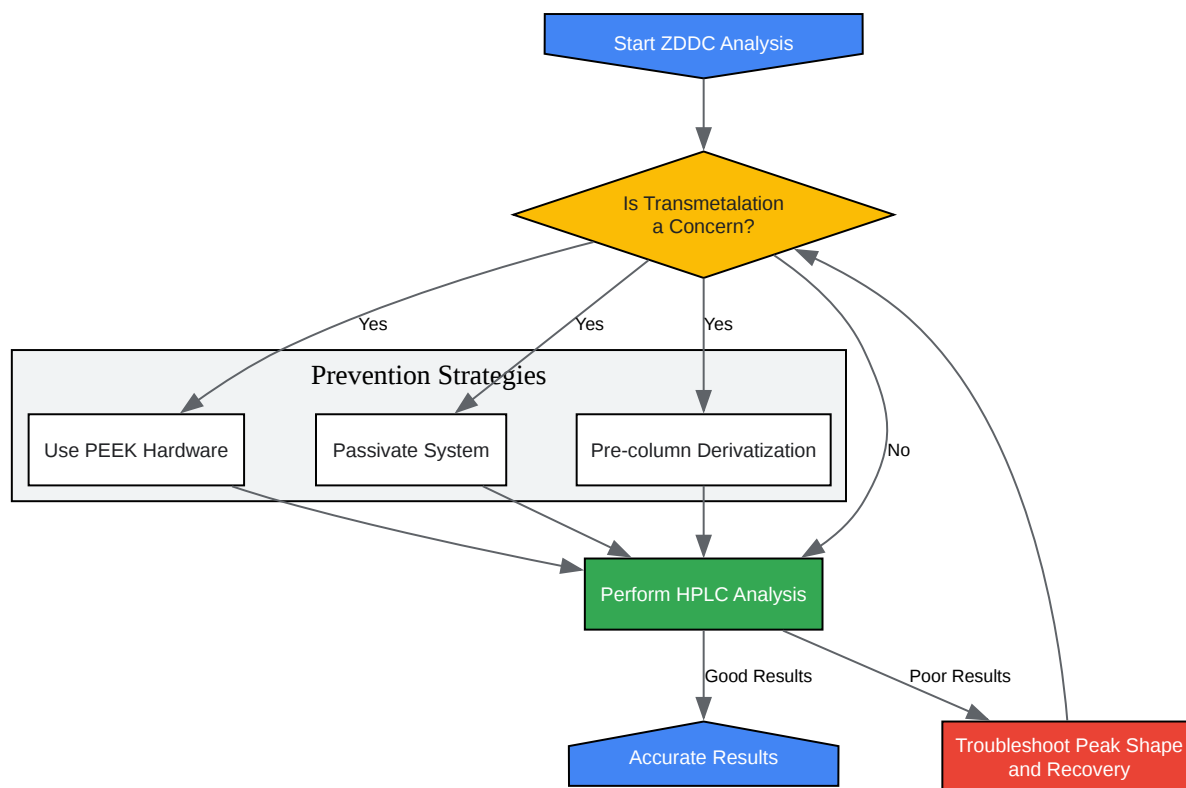 Start ZDDC Analysis
Is Transmetalation
a Concern?
Yes
Yes
Yes
Prevention Strategies
Use PEEK Hardware
Passivate System
Pre-column Derivatization
No
Perform HPLC Analysis
Good Results
Poor Results
Accurate Results
Troubleshoot Peak Shape
and Recovery